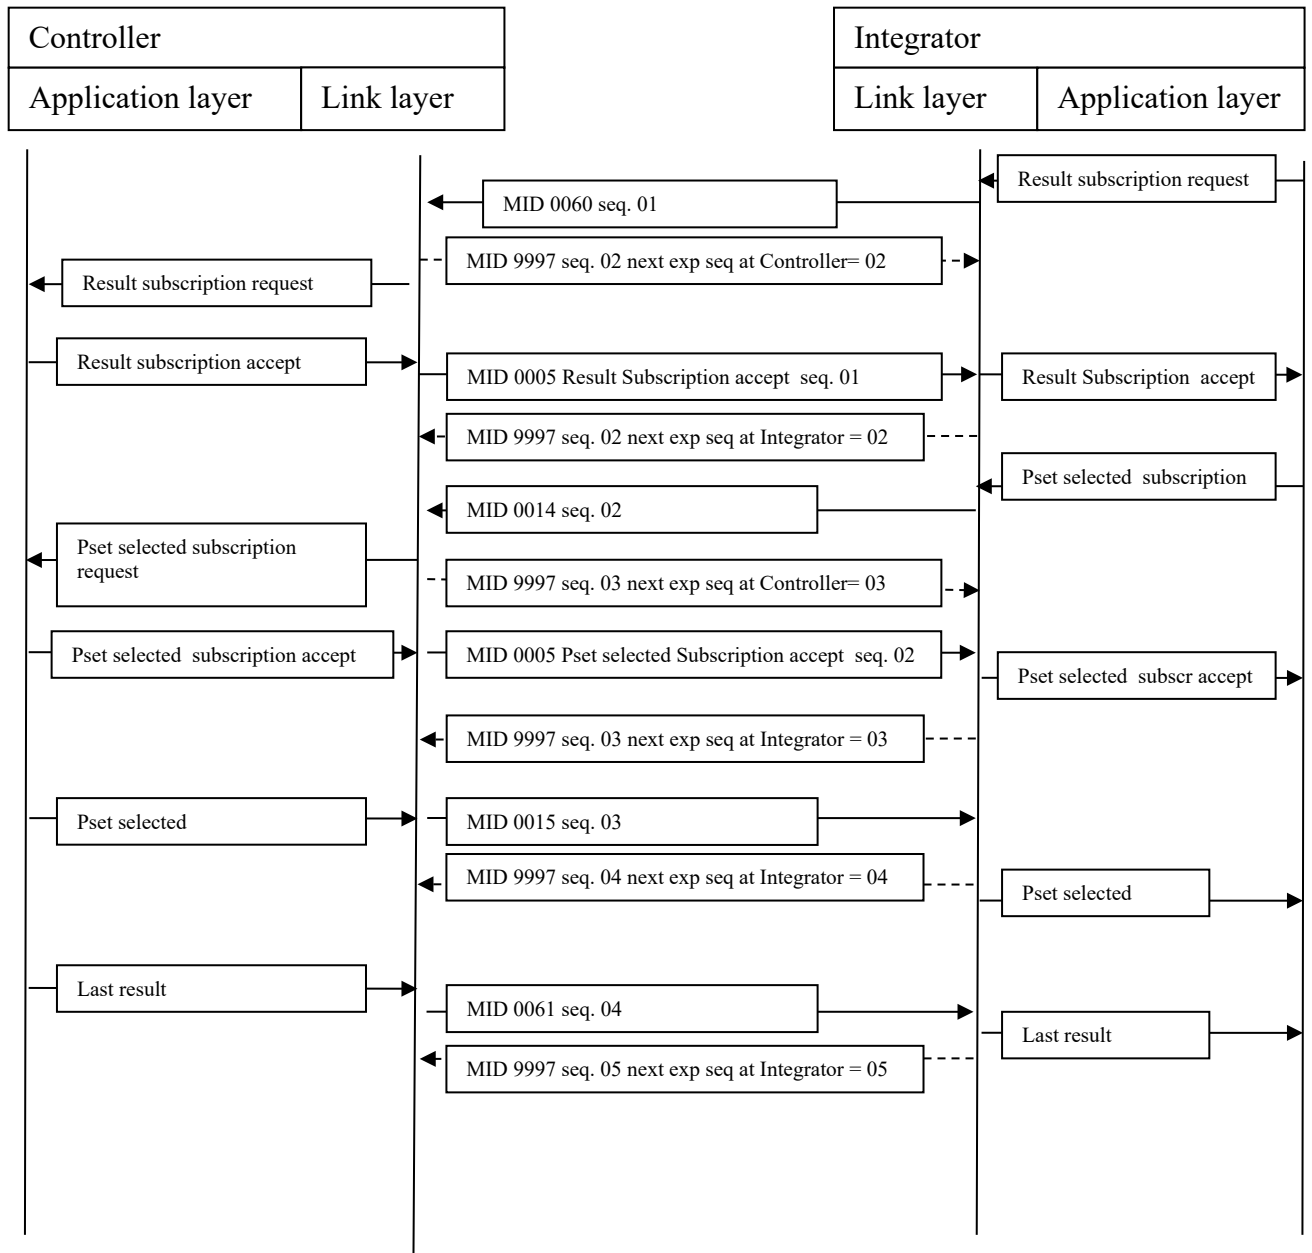 Controller
Integrator
Application layer
Link layer
Link layer
Application layer
Result subscription request
MID 0060 seq. 01
MID 9997 seq. 02 next exp seq at Controller= 02
Result subscription request
Result subscription accept
MID 0005 Result Subscription accept  seq. 01
Result Subscription  accept
MID 9997 seq. 02 next exp seq at Integrator = 02
Pset selected  subscription
MID 0014 seq. 02
Pset selected subscription
request
MID 9997 seq. 03 next exp seq at Controller= 03
Pset selected  subscription accept
MID 0005 Pset selected Subscription accept  seq. 02
Pset selected  subscr accept
MID 9997 seq. 03 next exp seq at Integrator = 03
Pset selected
MID 0015 seq. 03
MID 9997 seq. 04 next exp seq at Integrator = 04
Pset selected
Last result
MID 0061 seq. 04
Last result
MID 9997 seq. 05 next exp seq at Integrator = 05